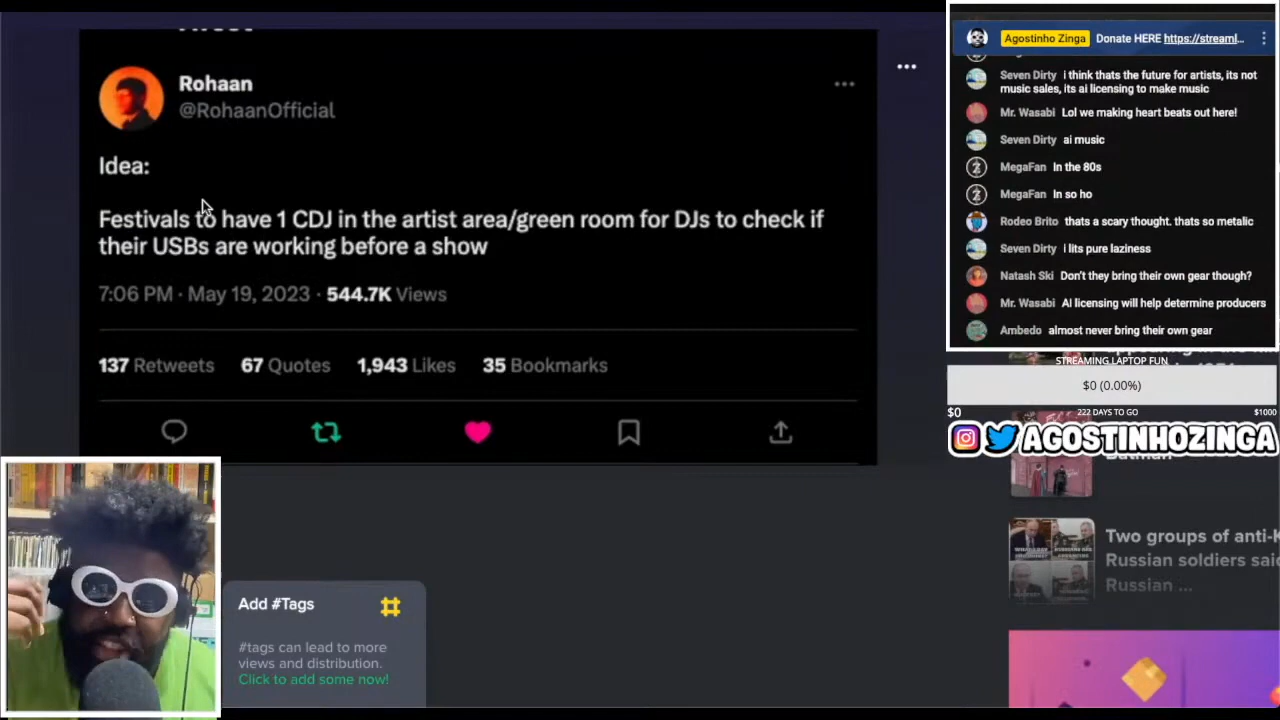 Rohaan
@RohaanOfficial
Idea:
Festivals to have 1 CDJ in the artist area/green room for DJs to check if
their USBs are working before a show
7:06 PM · May 19, 2023 · 544.7K Views
137 Retweets 67 Quotes 1,943 Likes 35 Bookmarks
Agostinho Zinga Donate HERE https://streaml...
Seven Dirty i think thats the future for artists, its not
music sales, its ai licensing to make music
Mr. Wasabi Lol we making heart beats out here!
Seven Dirty ai music
MegaFan In the 80s
MegaFan In so ho
Rodeo Brito thats a scary thought. thats so metalic
Seven Dirty i lits pure laziness
Natash Ski Don't they bring their own gear though?
Mr. Wasabi Ai licensing will help determine producers
Ambedo almost never bring their own gear
STREAMING LAPTOP FUN
$0 (0.00%)
$0 222 DAYS TO GO $1000
AGOSTINHOZINGA
Batman
Two groups of anti-K
Russian soldiers said
Russian ...
Add #Tags
#tags can lead to more
views and distribution.
Click to add some now!